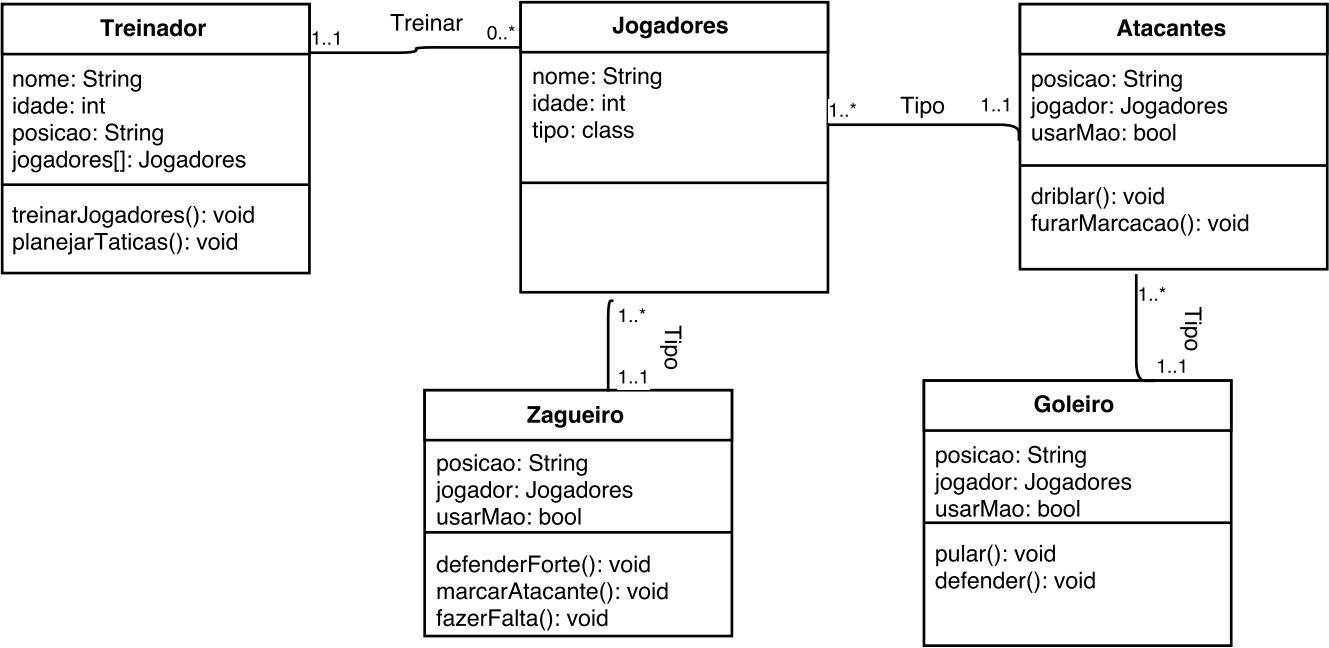 Treinador
nome: String
idade: int
posicao: String
jogadores[]: Jogadores
treinarJogadores(): void
planejarTaticas(): void
1..1
Treinar
0..*
Jogadores
nome: String
idade: int
tipo: class
1..*
Tipo
1..1
Atacantes
posicao: String
jogador: Jogadores
usarMao: bool
driblar(): void
furarMarcacao(): void
1..*
Tipo
1..1
Zagueiro
posicao: String
jogador: Jogadores
usarMao: bool
defenderForte(): void
marcarAtacante(): void
fazerFalta(): void
1..*
Tipo
1..1
Goleiro
posicao: String
jogador: Jogadores
usarMao: bool
pular(): void
defender(): void